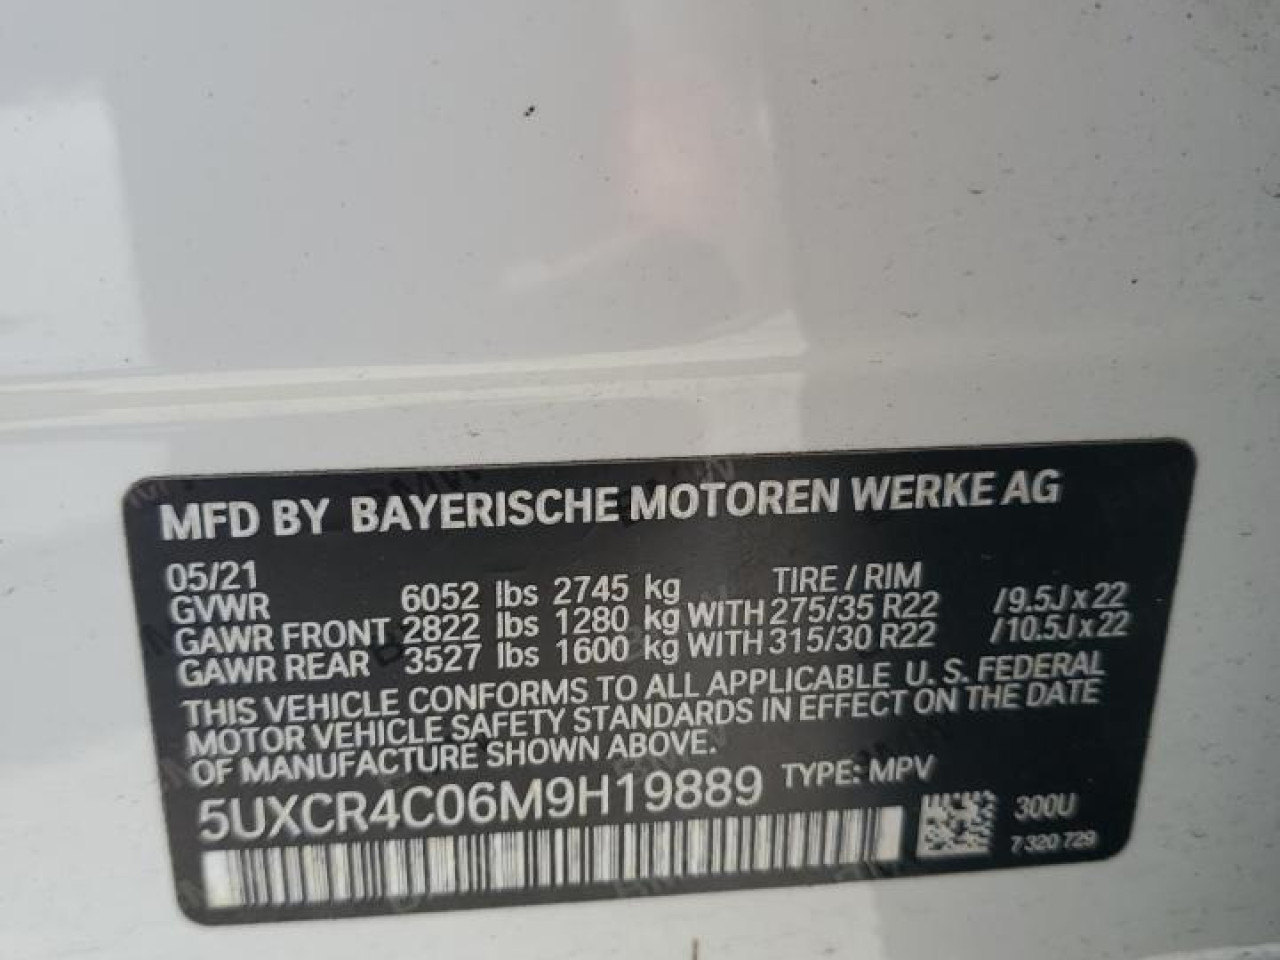 MFD BY BAYERISCHE MOTOREN WERKE AG
05/21
GVWR 6052 lbs 2745 kg TIRE / RIM
GAWR FRONT 2822 lbs 1280 kg WITH 275/35 R22 /9.5J x 22
GAWR REAR 3527 lbs 1600 kg WITH 315/30 R22 /10.5J x 22
THIS VEHICLE CONFORMS TO ALL APPLICABLE U. S. FEDERAL
MOTOR VEHICLE SAFETY STANDARDS IN EFFECT ON THE DATE
OF MANUFACTURE SHOWN ABOVE.
5UXCR4C06M9H19889 TYPE: MPV
300U
7 320 729